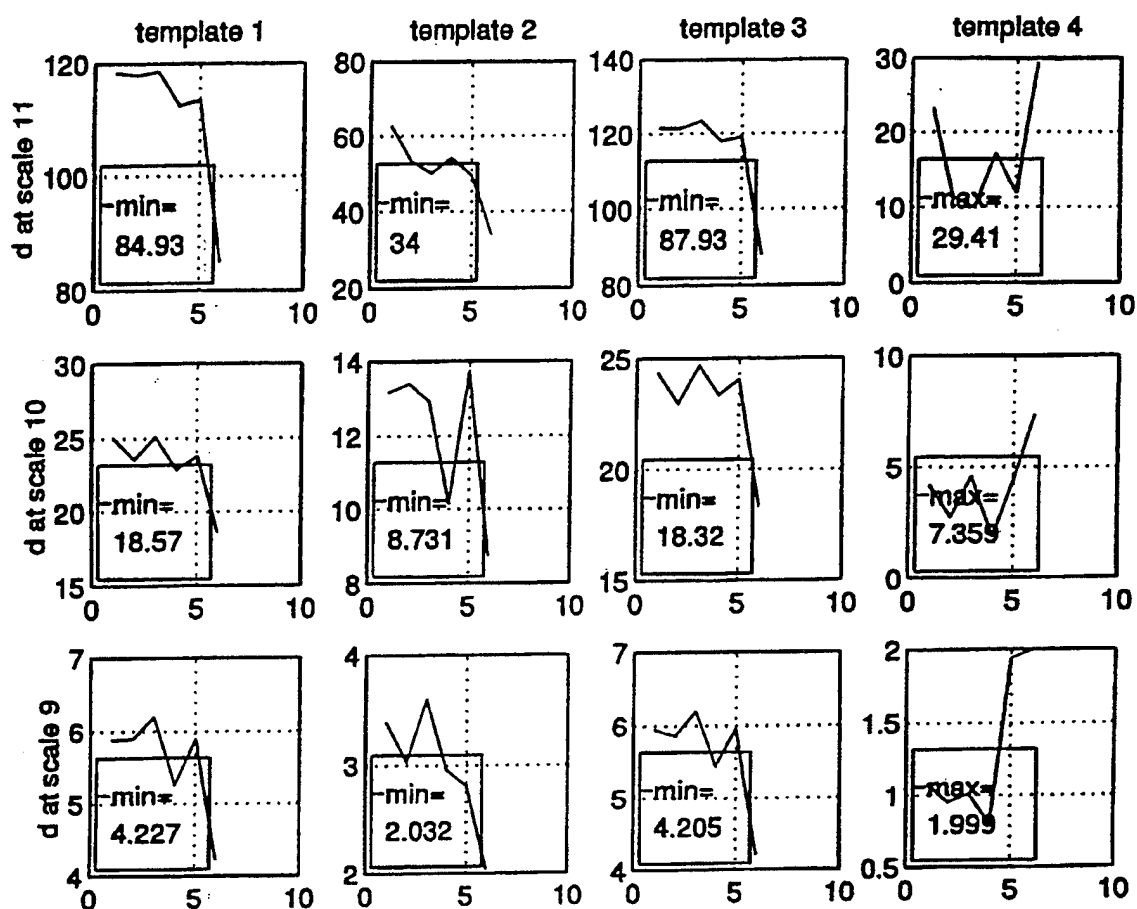 template 1 template 2 template 3 template 4
d at scale 11
120
100
80
min=
84.93
0 5 10
80
60
40
20
min=
34
0 5 10
140
120
100
80
min=
87.93
0 5 10
30
20
10
0
max=
29.41
0 5 10
d at scale 10
30
25
20
15
min=
18.57
0 5 10
14
12
10
8
min=
8.731
0 5 10
25
20
15
min=
18.32
0 5 10
10
5
0
max=
7.359
0 5 10
d at scale 9
7
6
5
4
min=
4.227
0 5 10
4
3
2
min=
2.032
0 5 10
7
6
5
4
min=
4.205
0 5 10
2
1.5
1
0.5
max=
1.999
0 5 10